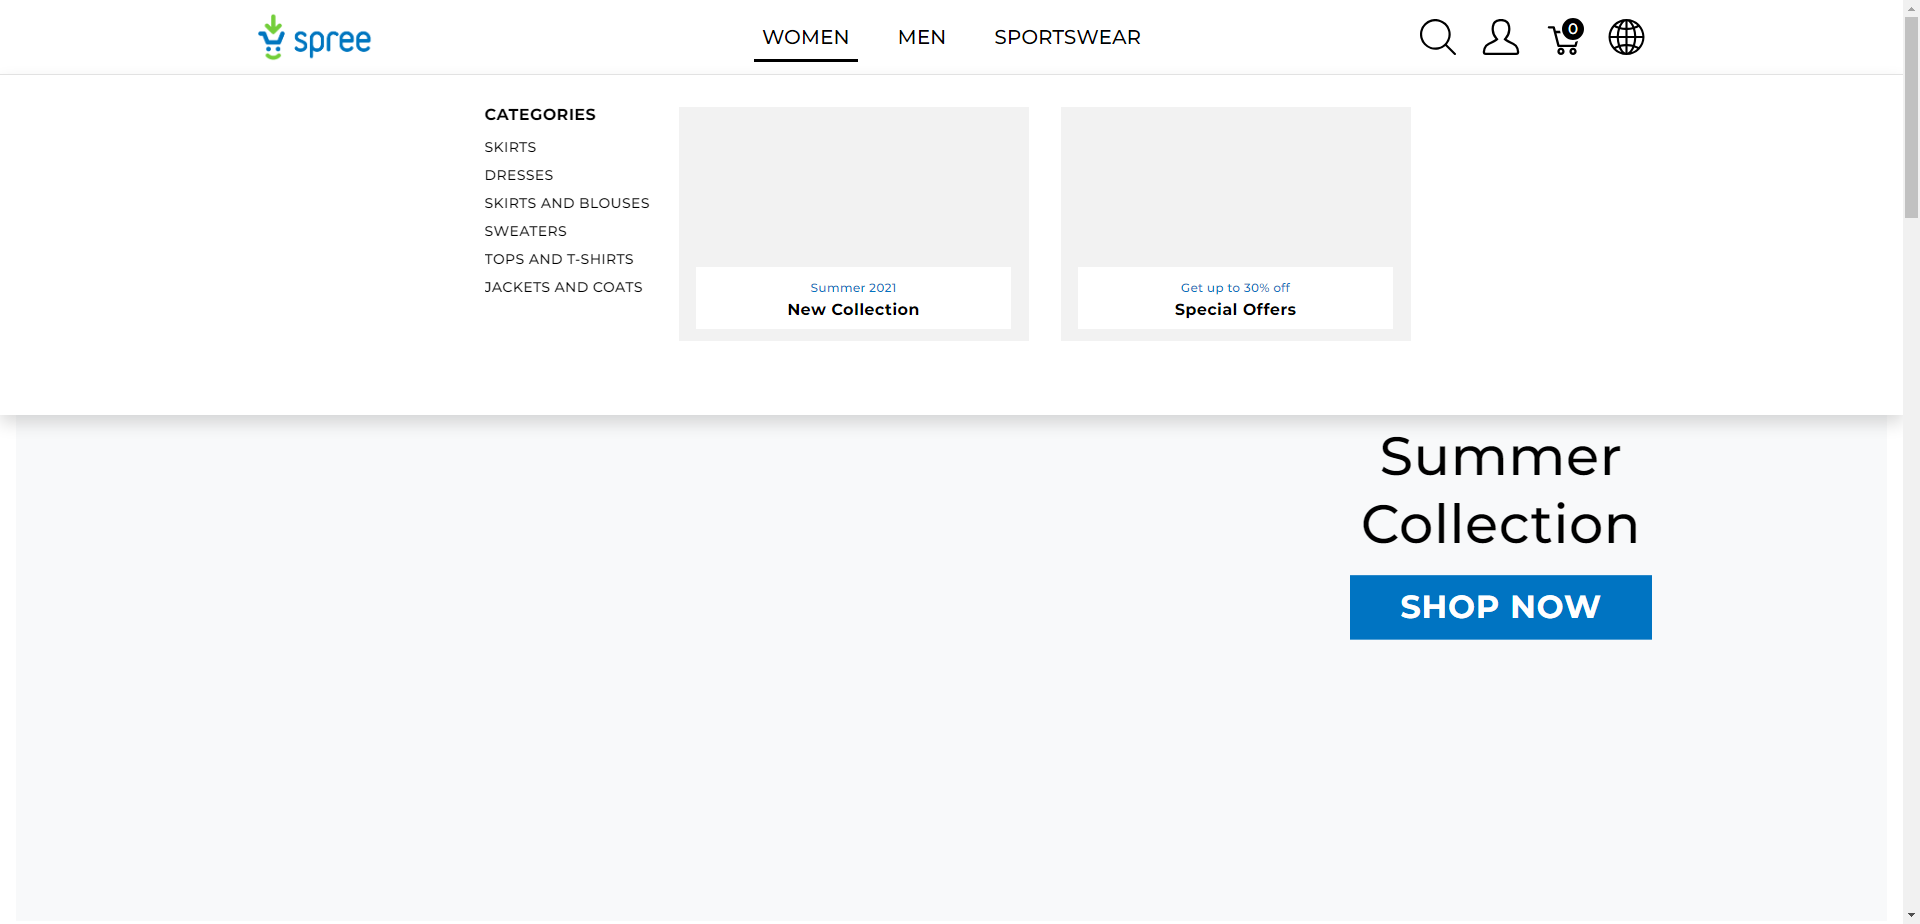 spree
WOMEN
MEN
SPORTSWEAR
0
CATEGORIES
SKIRTS
DRESSES
SKIRTS AND BLOUSES
SWEATERS
TOPS AND T-SHIRTS
JACKETS AND COATS
Summer 2021
New Collection
Get up to 30% off
Special Offers
Summer
Collection
SHOP NOW